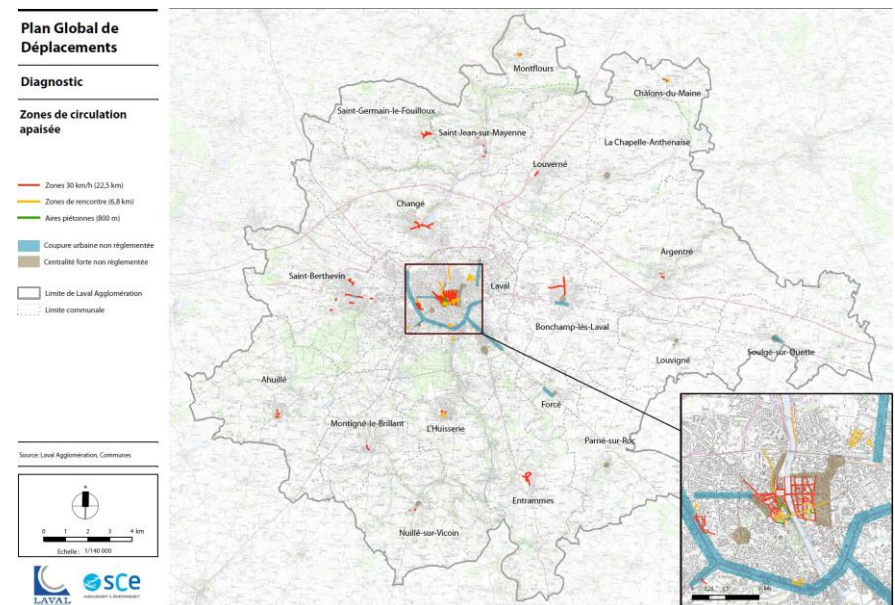 Plan Global de
Déplacements
Diagnostic
Zones de circulation
apaisée
Zones 30 km/h (22,5 km)
Zones de rencontre (6,8 km)
Aires piétonnes (800 m)
Coupure urbaine non règlementée
Centralité forte non règlementée
Limite de Laval Agglomération
Limite communale
Source: Laval Agglomération, Communes
0 1 2 3 4 km
Echelle : 1/140 000
LAVAL
sce
Montflours
Châlons-du-Maine
Saint-Germain-le-Fouilloux
Saint-Jean-sur-Mayenne
La Chapelle-Anthenaise
Louverné
Changé
Argentré
Saint-Berthevin
Laval
Bonchamp-lès-Laval
Louvigné
Soulgé-sur-Ouette
Ahuillé
Forcé
Montigné-le-Brillant
L'Huisserie
Parné-sur-Roc
Entrammes
Nuillé-sur-Vicoin